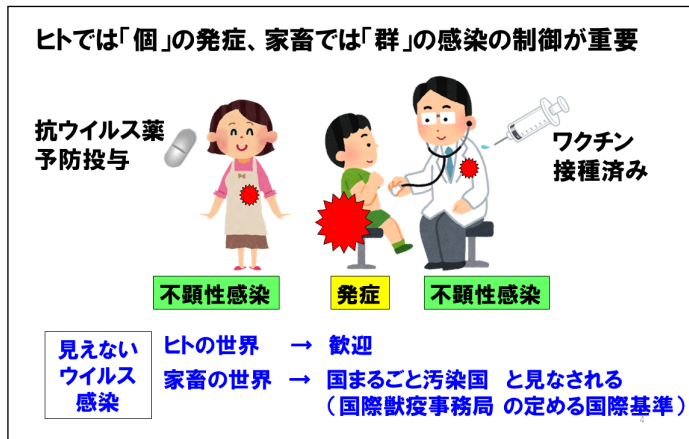 ヒトでは「個」の発症、家畜では「群」の感染の制御が重要
抗ウイルス薬
予防投与
ワクチン
接種済み
不顕性感染
発症
不顕性感染
見えない
ウイルス
感染
ヒトの世界 → 歓迎
家畜の世界 → 国まるごと汚染国 と見なされる
(国際獣疫事務局 の定める国際基準)
4